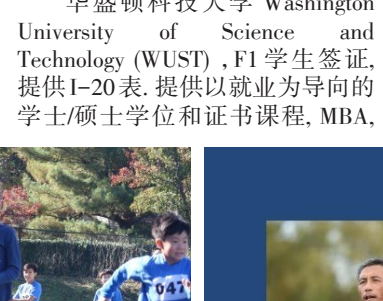 华盛顿科技大学 Washington
University of Science and
Technology (WUST) , F1 学生签证,
提供I-20表. 提供以就业为导向的
学士/硕士学位和证书课程, MBA,
047